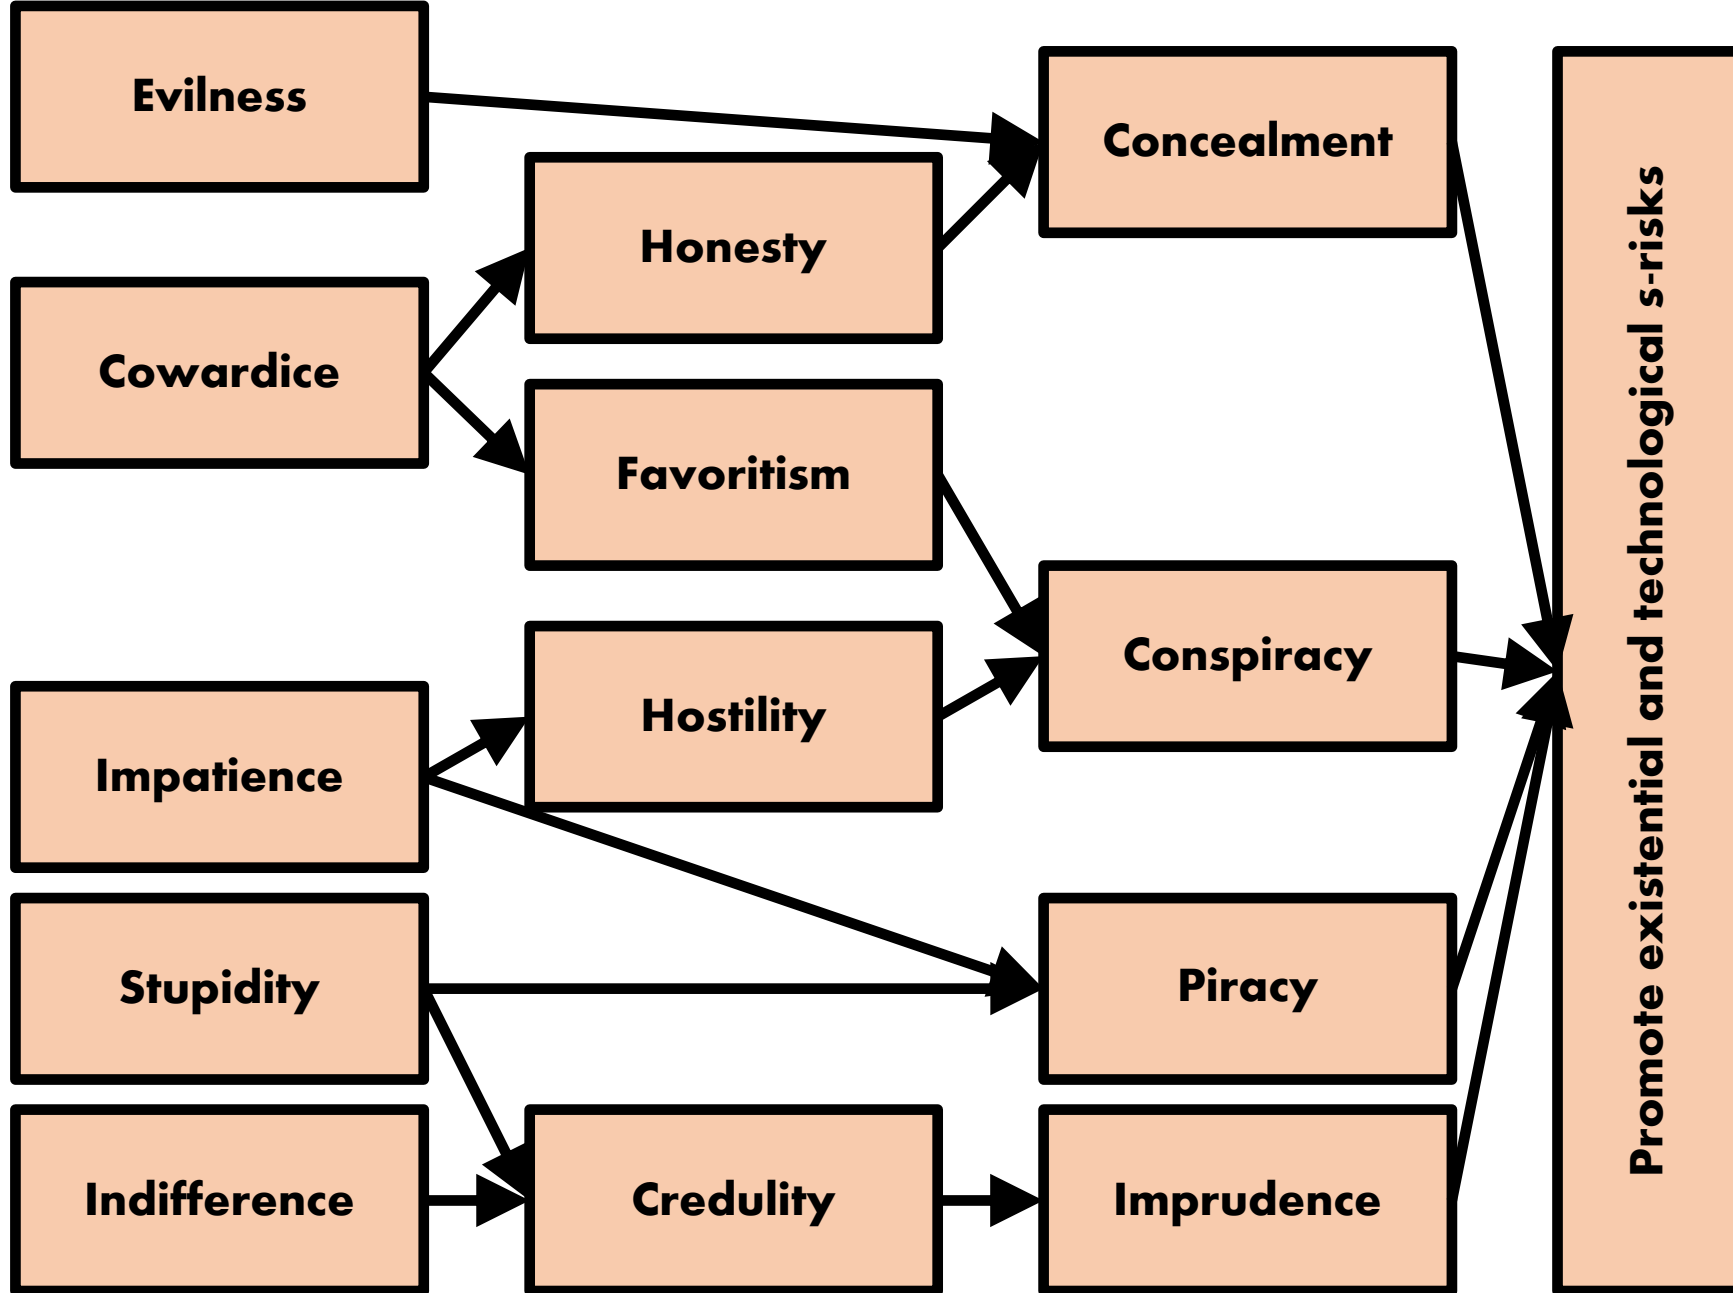 Evilness
Concealment
Honesty
Cowardice
Favoritism
Conspiracy
Hostility
Impatience
Stupidity
Piracy
Indifference
Credulity
Imprudence
Promote existential and technological s-risks